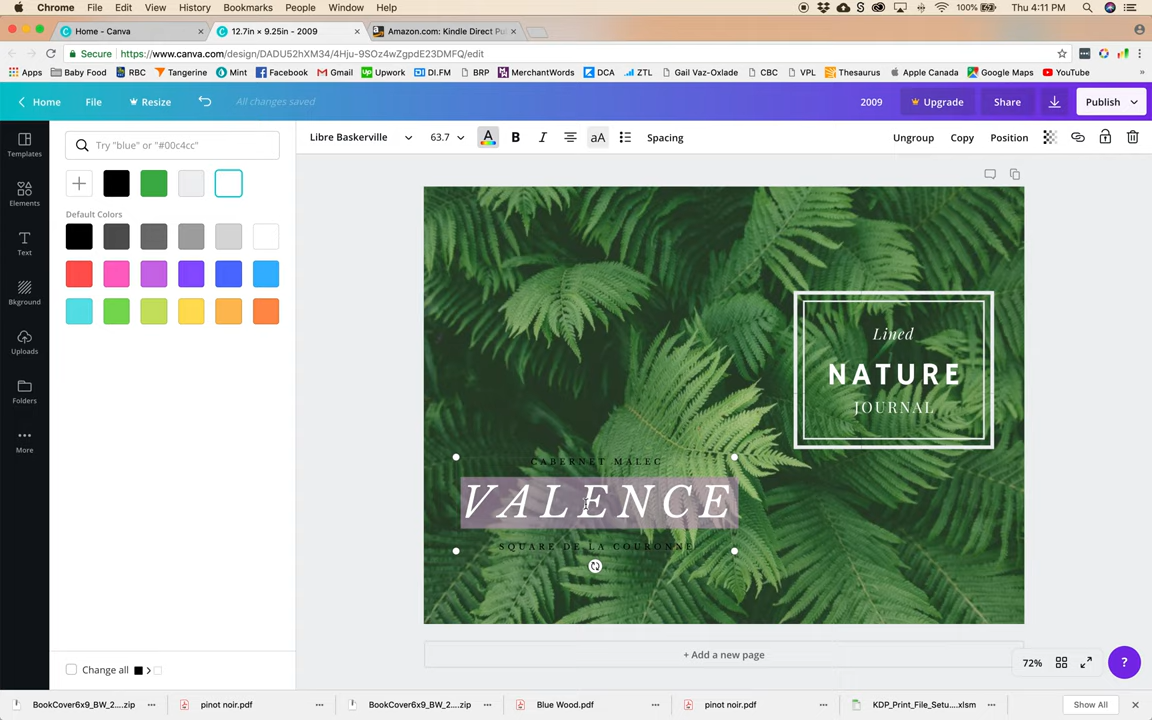 Chrome File Edit View History Bookmarks People Window Help 100% Thu 4:11 PM
Home - Canva 12.7in × 9.25in - 2009 Amazon.com: Kindle Direct Pu
Secure https://www.canva.com/design/DADU52hXM34/4Hju-9SOz4wZgpdE23DMFQ/edit
Apps Baby Food RBC Tangerine Mint Facebook Gmail Upwork DI.FM BRP MerchantWords DCA ZTL Gail Vaz-Oxlade CBC VPL Thesaurus Apple Canada Google Maps YouTube »
Home File Resize All changes saved 2009 Upgrade Share Publish
Libre Baskerville 63.7 A B I aA Spacing Ungroup Copy Position
Try "blue" or "#00c4cc"
Templates
Elements
Text
Bkground
Uploads
Folders
More
Default Colors
Lined
NATURE
JOURNAL
CABERNET MALEC
VALENCE
SQUARE DE LA COURONNE
+ Add a new page
Change all
72% ?
BookCover6x9_BW_2....zip pinot noir.pdf BookCover6x9_BW_2....zip Blue Wood.pdf pinot noir.pdf KDP_Print_File_Setu....xlsm Show All